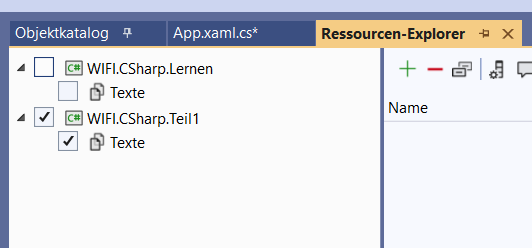 Objektkatalog App.xaml.cs* Ressourcen-Explorer
C# WIFI.CSharp.Lernen
Texte
C# WIFI.CSharp.Teil1
Texte
Name